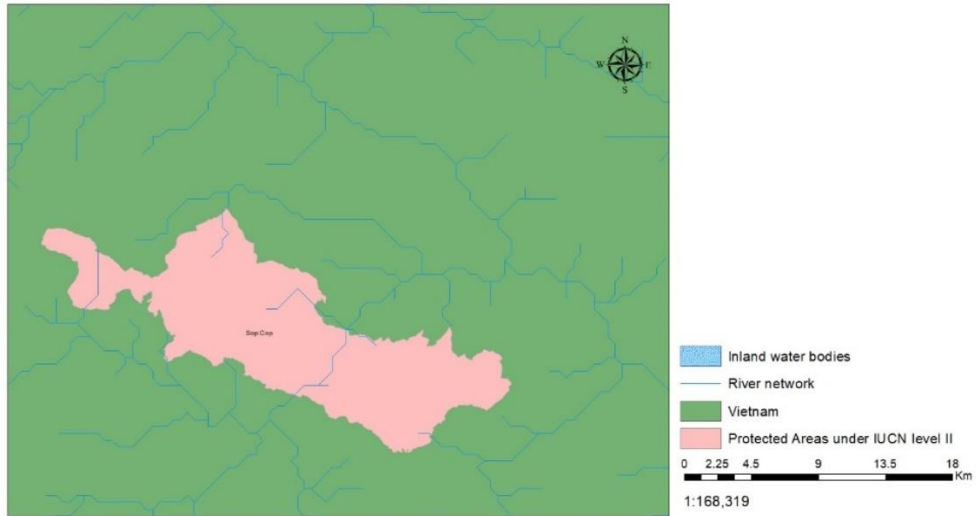 N
W E
S
Sop Cop
Inland water bodies
River network
Vietnam
Protected Areas under IUCN level II
0 2.25 4.5 9 13.5 18
Km
1:168,319